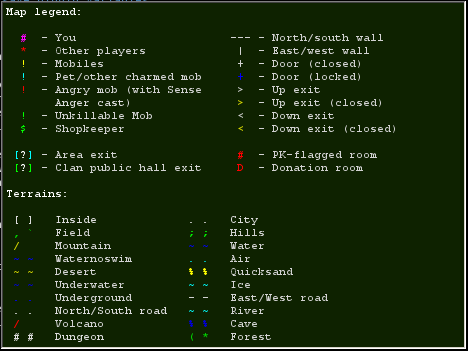 Map legend:
# - You --- - North/south wall
* - Other players | - East/west wall
! - Mobiles + - Door (closed)
! - Pet/other charmed mob + - Door (locked)
! - Angry mob (with Sense > - Up exit
Anger cast) > - Up exit (closed)
! - Unkillable Mob < - Down exit
$ - Shopkeeper < - Down exit (closed)
[?] - Area exit # - PK-flagged room
[?] - Clan public hall exit D - Donation room
Terrains:
[ ] Inside . . City
, ` Field ; ; Hills
/ Mountain Water
Waternoswim . . Air
~ ~ Desert % % Quicksand
Underwater ~ ~ Ice
. . Underground - - East/West road
. . North/South road ~ ~ River
/ Volcano Cave
# # Dungeon ( * Forest